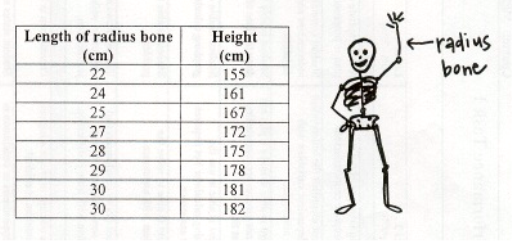 Length of radius bone Height
(cm) (cm)
22 155
24 161
25 167
27 172
28 175
29 178
30 181
30 182
radius
bone